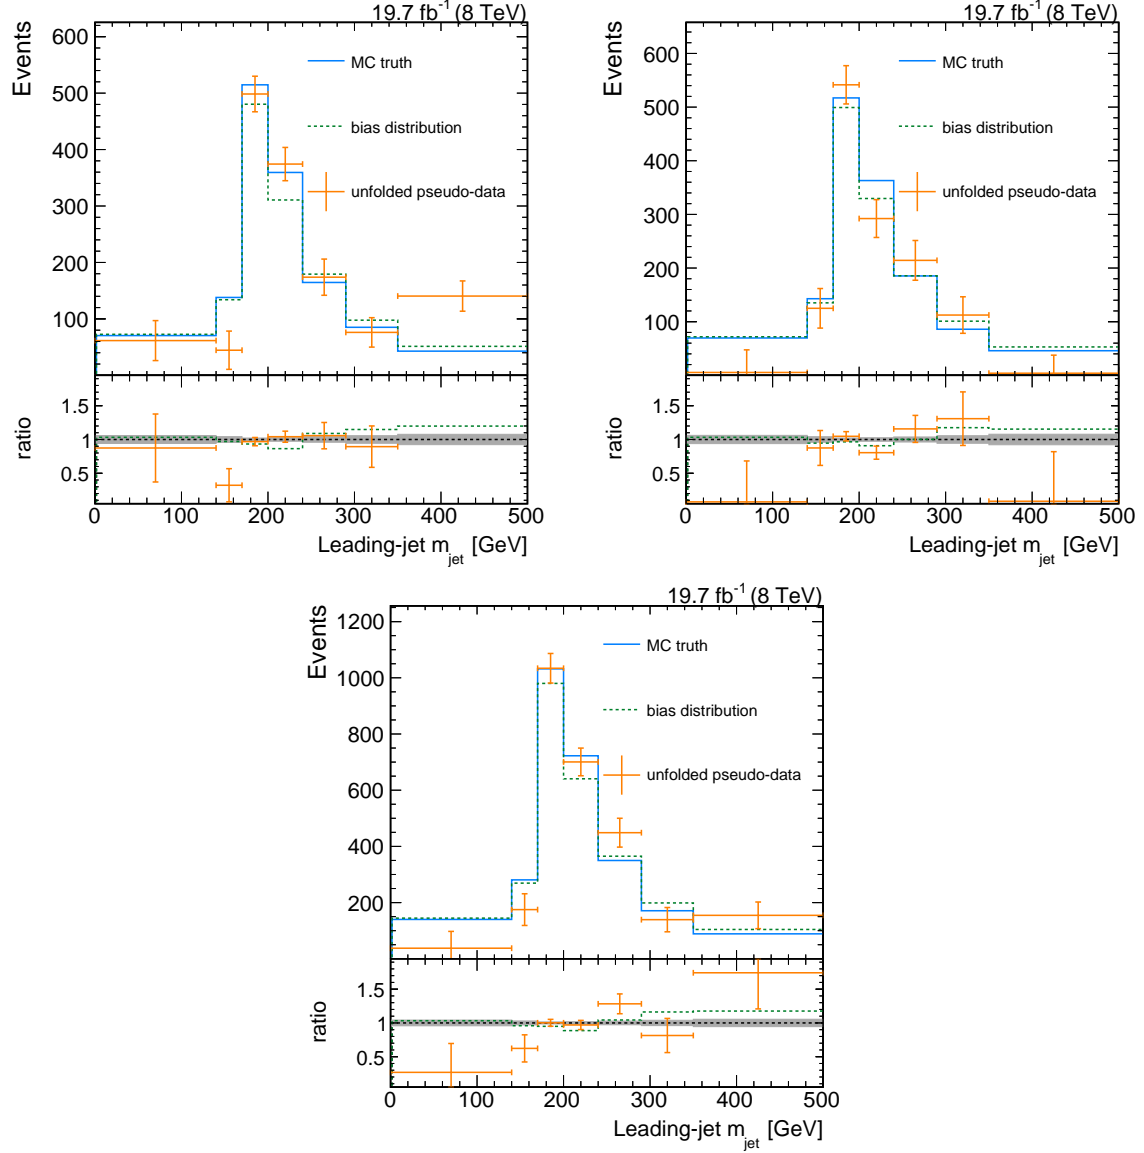 19.7 fb⁻¹ (8 TeV)
Events
600
500
400
300
200
100
MC truth
bias distribution
unfolded pseudo-data
ratio
1.5
1
0.5
0 100 200 300 400 500
Leading-jet m_jet [GeV]
19.7 fb⁻¹ (8 TeV)
Events
600
500
400
300
200
100
MC truth
bias distribution
unfolded pseudo-data
ratio
1.5
1
0.5
0 100 200 300 400 500
Leading-jet m_jet [GeV]
19.7 fb⁻¹ (8 TeV)
Events
1200
1000
800
600
400
200
MC truth
bias distribution
unfolded pseudo-data
ratio
1.5
1
0.5
0 100 200 300 400 500
Leading-jet m_jet [GeV]